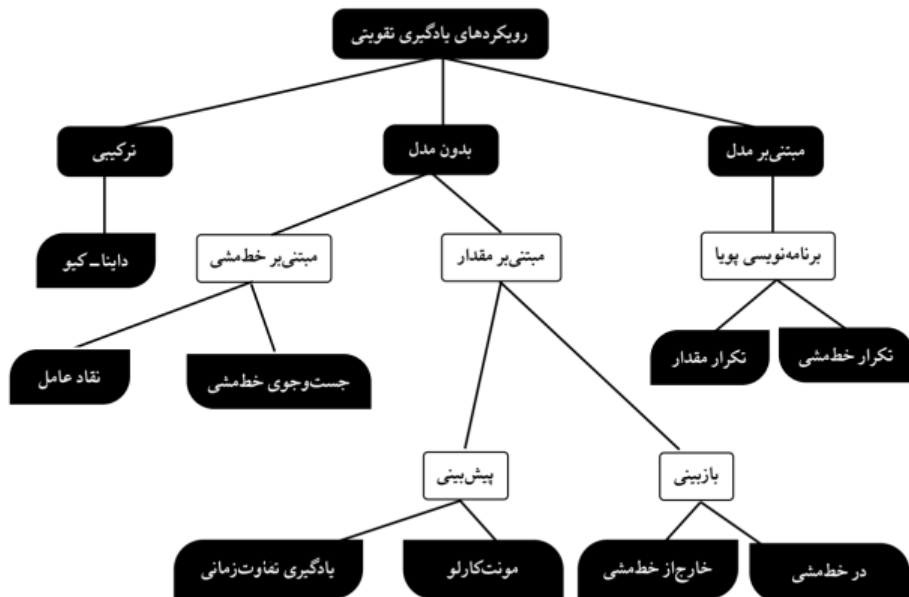 رویکردهای یادگیری تقویتی
مبتنی‌بر مدل
بدون مدل
ترکیبی
برنامه‌نویسی پویا
مبتنی‌بر مقدار
مبتنی‌بر خط‌مشی
داینا_ کیو
تکرار خط‌مشی
تکرار مقدار
جست‌وجوی خط‌مشی
نقاد عامل
بازبینی
پیش‌بینی
در خط‌مشی
خارج‌از خط‌مشی
مونت‌کارلو
یادگیری تفاوت‌زمانی